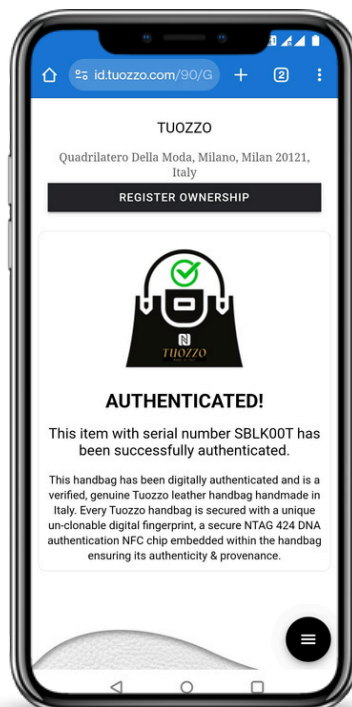 id.tuozzo.com/90/G
2
TUOZZO
Quadrilatero Della Moda, Milano, Milan 20121,
Italy
REGISTER OWNERSHIP
N
TUOZZO
AUTHENTICATED!
This item with serial number SBLK00T has
been successfully authenticated.
This handbag has been digitally authenticated and is a
verified, genuine Tuozzo leather handbag handmade in
Italy. Every Tuozzo handbag is secured with a unique
un-clonable digital fingerprint, a secure NTAG 424 DNA
authentication NFC chip embedded within the handbag
ensuring its authenticity & provenance.